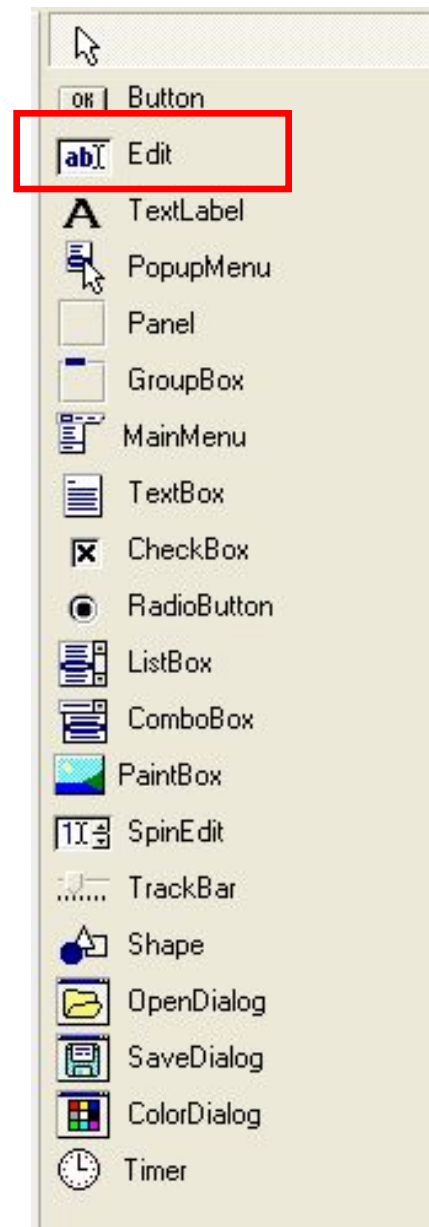 OK Button
ab Edit
A TextLabel
PopupMenu
Panel
GroupBox
MainMenu
TextBox
CheckBox
RadioButton
ListBox
ComboBox
PaintBox
1 SpinEdit
TrackBar
Shape
OpenDialog
SaveDialog
ColorDialog
Timer